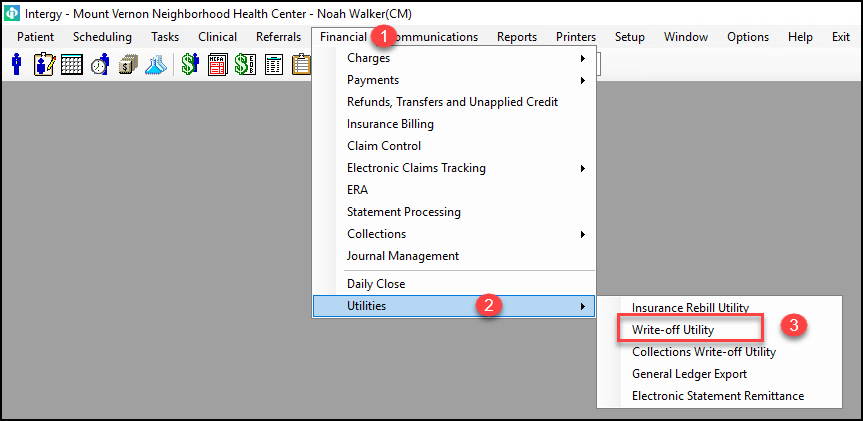 Intergy - Mount Vernon Neighborhood Health Center - Noah Walker(CM)
Patient Scheduling Tasks Clinical Referrals Financial 1 ommunications Reports Printers Setup Utilities Window Options Help Exit
Charges
Payments
Refunds, Transfers and Unapplied Credit
Insurance Billing
Claim Control
Electronic Claims Tracking
ERA
Statement Processing
Collections
Journal Management
Daily Close
Utilities 2
Insurance Rebill Utility
Write-off Utility 3
Collections Write-off Utility
General Ledger Export
Electronic Statement Remittance